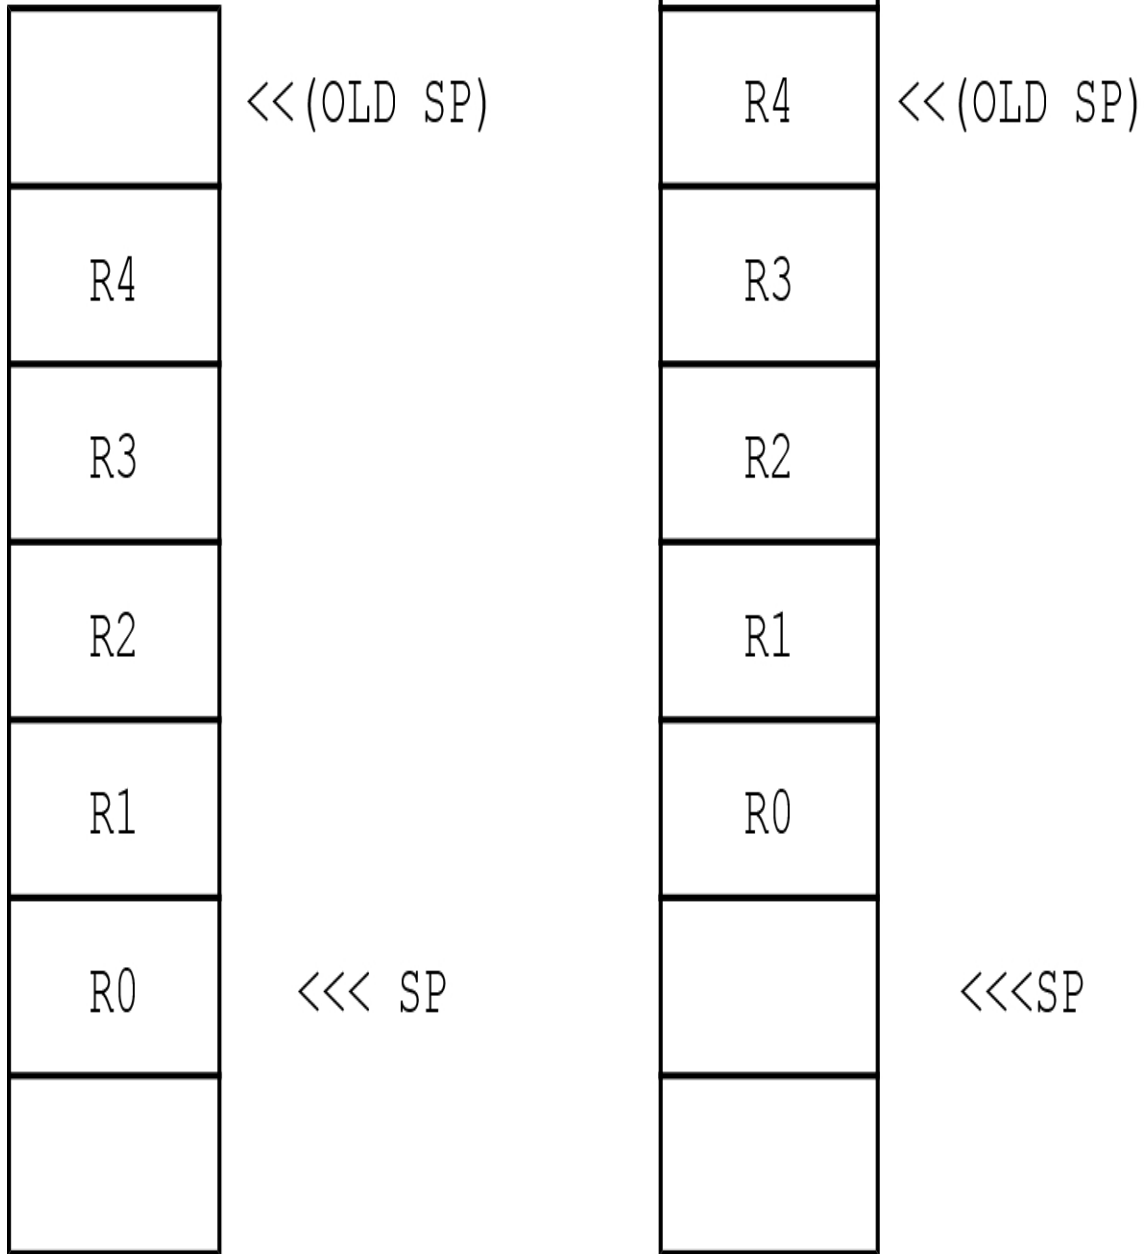 <<(OLD SP) R4 <<(OLD SP)
R4 R3
R3 R2
R2 R1
R1 R0
R0 <<< SP <<<SP